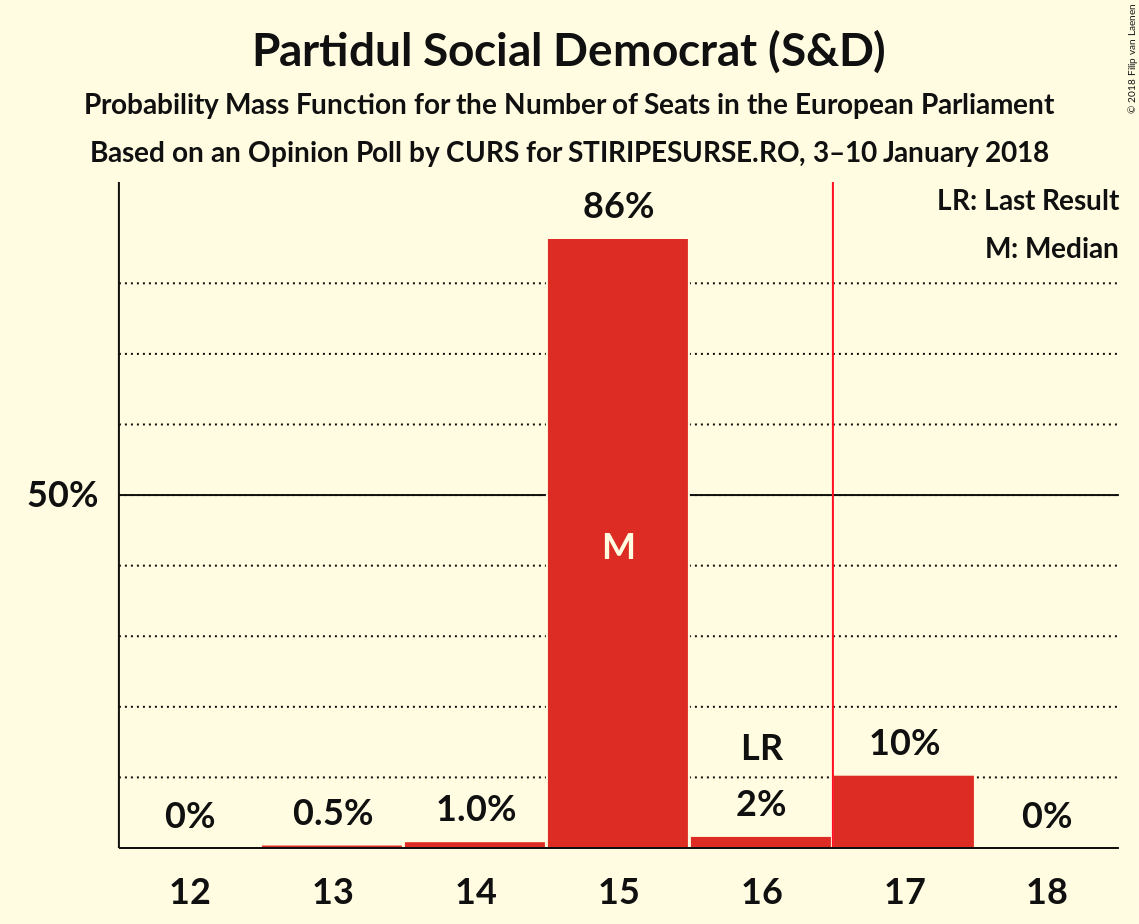 Partidul Social Democrat (S&D)
Probability Mass Function for the Number of Seats in the European Parliament
Based on an Opinion Poll by CURS for STIRIPESURSE.RO, 3–10 January 2018
© 2018 Filip van Laenen
LR: Last Result
M: Median
86%
50%
M
LR
10%
0%
0.5%
1.0%
2%
0%
12
13
14
15
16
17
18